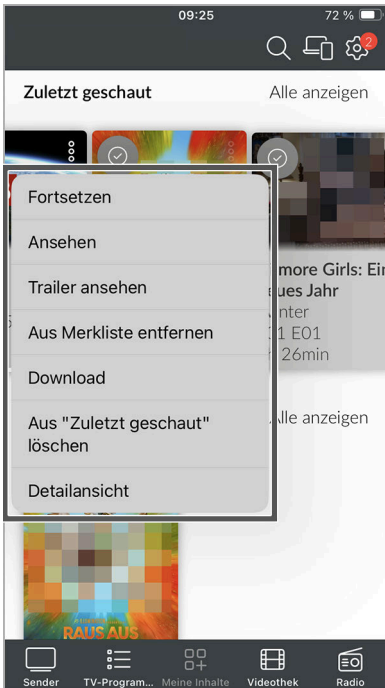 09:25
72 %
2
Zuletzt geschaut
Alle anzeigen
Fortsetzen
Ansehen
Trailer ansehen
Aus Merkliste entfernen
Download
Aus "Zuletzt geschaut"
löschen
Detailansicht
more Girls: Ei
ues Jahr
nter
1 E01
26min
Alle anzeigen
RAUS AUS
Sender
TV-Program...
Meine Inhalte
Videothek
Radio